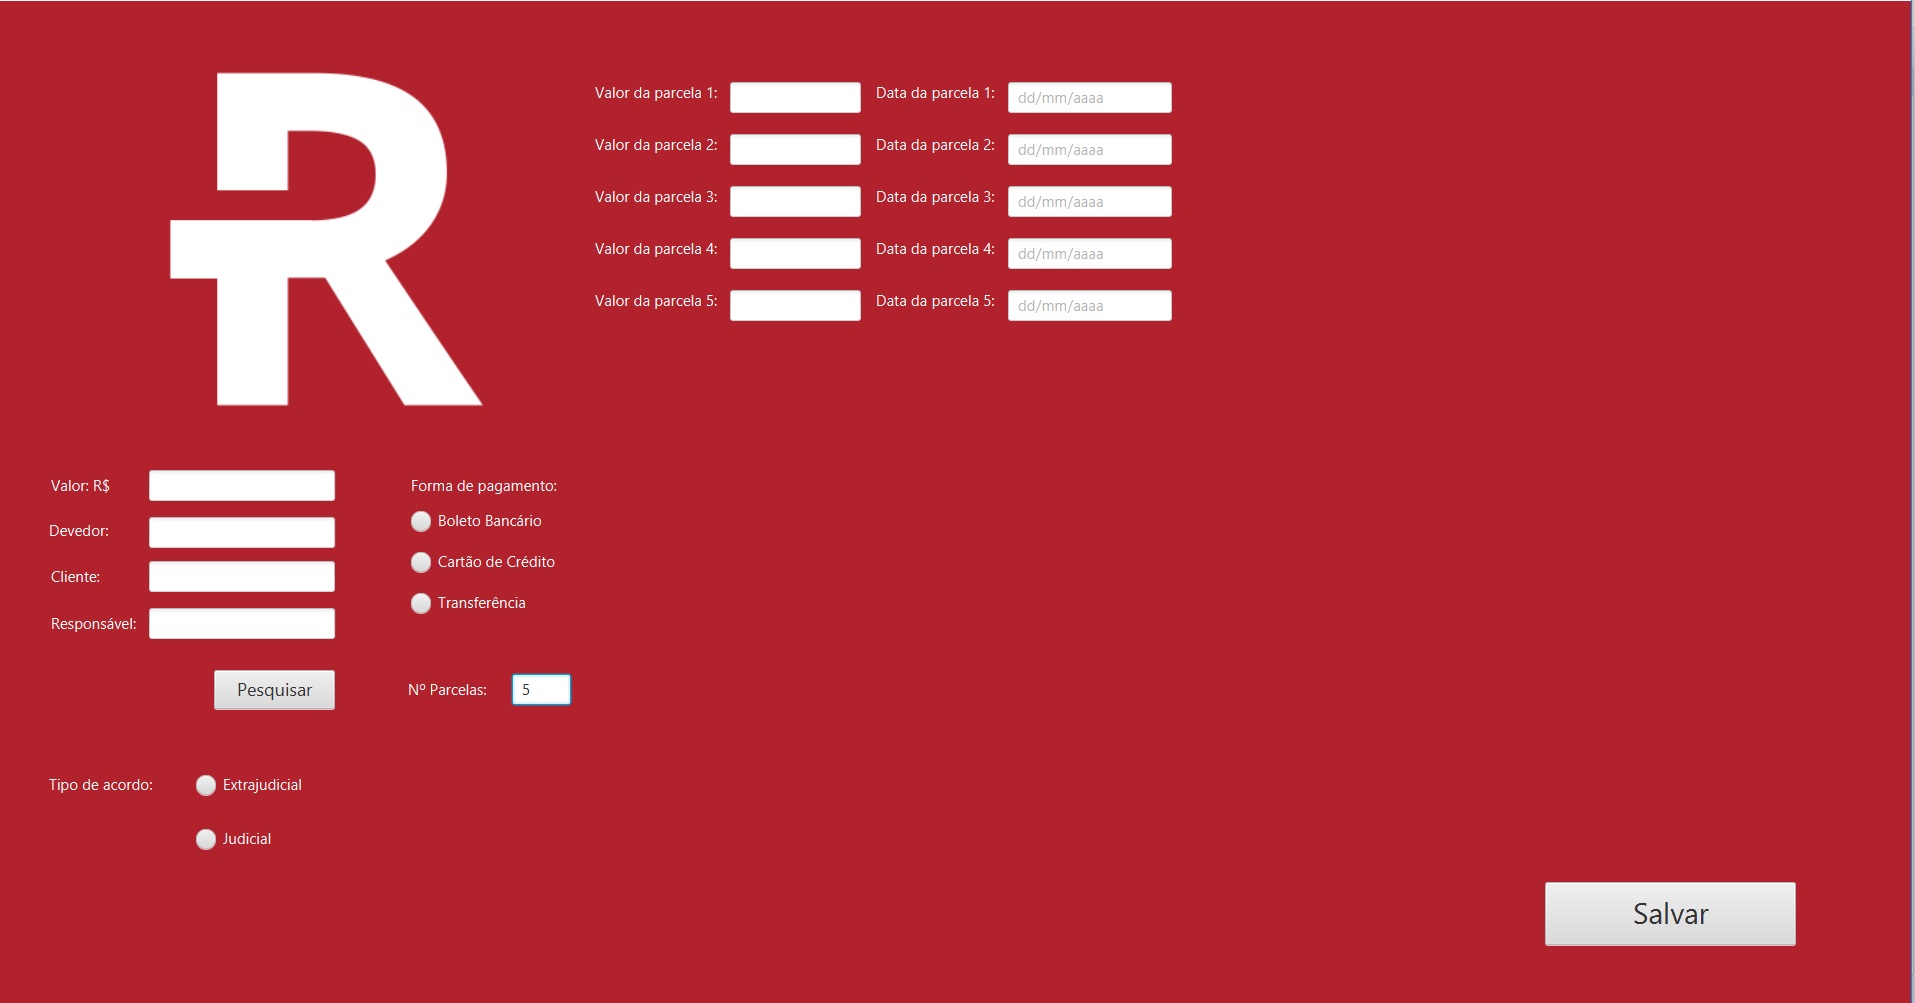 R
Valor da parcela 1: Data da parcela 1: dd/mm/aaaa
Valor da parcela 2: Data da parcela 2: dd/mm/aaaa
Valor da parcela 3: Data da parcela 3: dd/mm/aaaa
Valor da parcela 4: Data da parcela 4: dd/mm/aaaa
Valor da parcela 5: Data da parcela 5: dd/mm/aaaa
Valor: R$
Devedor:
Cliente:
Responsável:
Pesquisar
Forma de pagamento:
Boleto Bancário
Cartão de Crédito
Transferência
Nº Parcelas: 5
Tipo de acordo: Extrajudicial
Judicial
Salvar